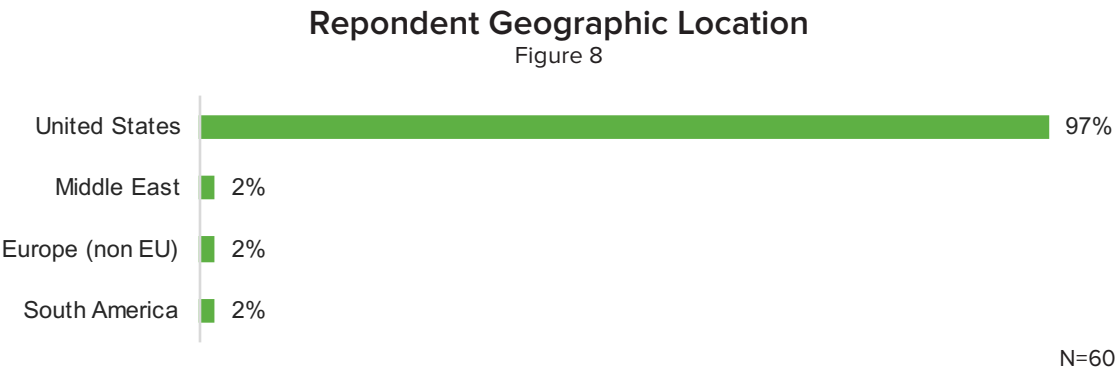 Repondent Geographic Location
Figure 8
United States 97%
Middle East 2%
Europe (non EU) 2%
South America 2%
N=60